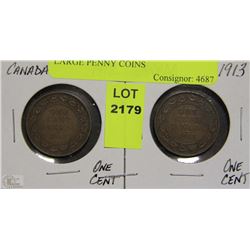 LARGE PENNY COINS
Consignor: 4687
CANADA
1913
LOT
2179
ONE
CENT
ONE
CENT